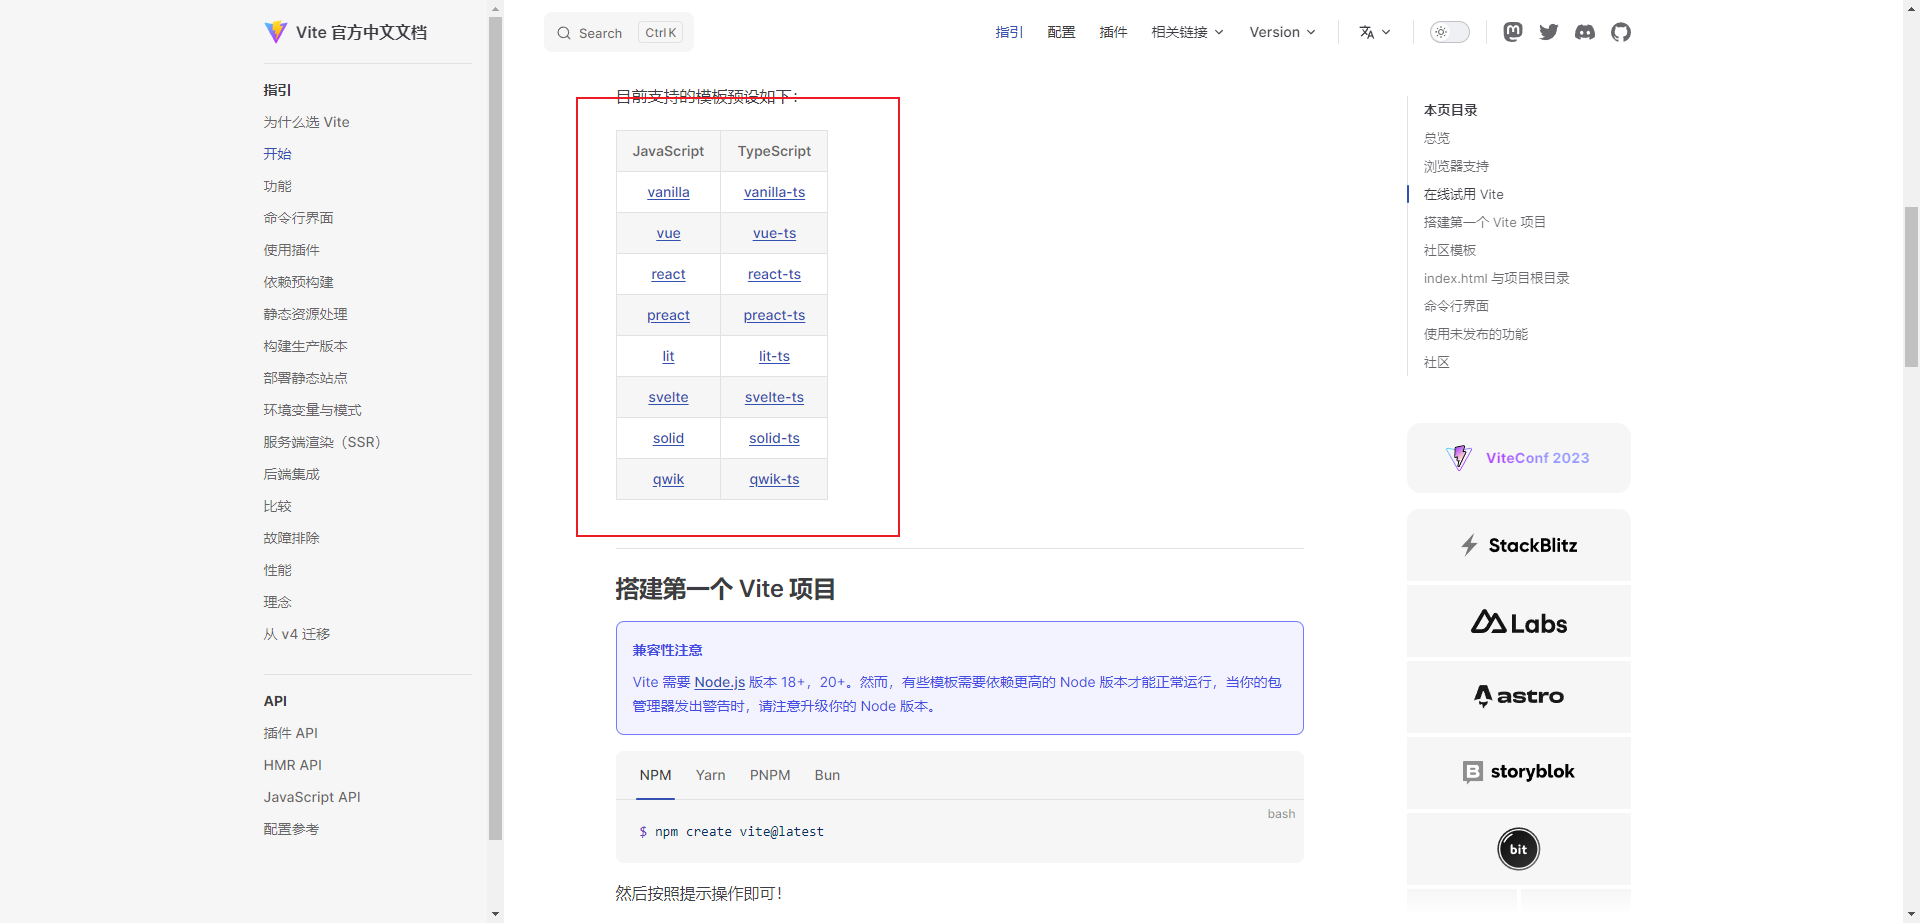 Vite 官方中文文档
Search
Ctrl K
指引
配置
插件
相关链接
Version
指引
为什么选 Vite
开始
功能
命令行界面
使用插件
依赖预构建
静态资源处理
构建生产版本
部署静态站点
环境变量与模式
服务端渲染（SSR）
后端集成
比较
故障排除
性能
理念
从 v4 迁移
API
插件 API
HMR API
JavaScript API
配置参考
目前支持的模板预设如下：
JavaScript TypeScript
vanilla vanilla-ts
vue vue-ts
react react-ts
preact preact-ts
lit lit-ts
svelte svelte-ts
solid solid-ts
qwik qwik-ts
搭建第一个 Vite 项目
兼容性注意
Vite 需要 Node.js 版本 18+，20+。然而，有些模板需要依赖更高的 Node 版本才能正常运行，当你的包
管理器发出警告时，请注意升级你的 Node 版本。
NPM Yarn PNPM Bun
bash
$ npm create vite@latest
然后按照提示操作即可！
本页目录
总览
浏览器支持
在线试用 Vite
搭建第一个 Vite 项目
社区模板
index.html 与项目根目录
命令行界面
使用未发布的功能
社区
ViteConf 2023
StackBlitz
Labs
astro
storyblok
bit